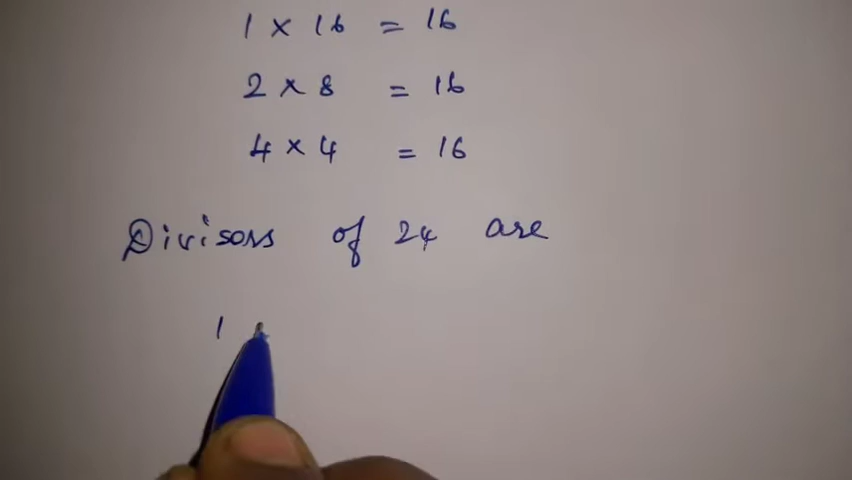 1 × 16 = 16
2 × 8 = 16
4 × 4 = 16
Divisors of 24 are
1